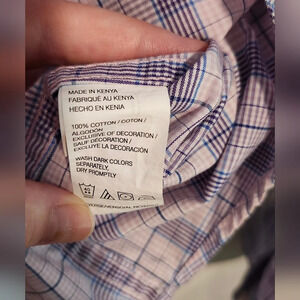 MADE IN KENYA
FABRIQUÉ AU KENYA
HECHO EN KENIA
100% COTTON / COTON /
ALGODÓN
EXCLUSIVE OF DECORATION /
SAUF DÉCORATION /
EXCLUYE LA DECORACIÓN
WASH DARK COLORS
SEPARATELY,
DRY PROMPTLY